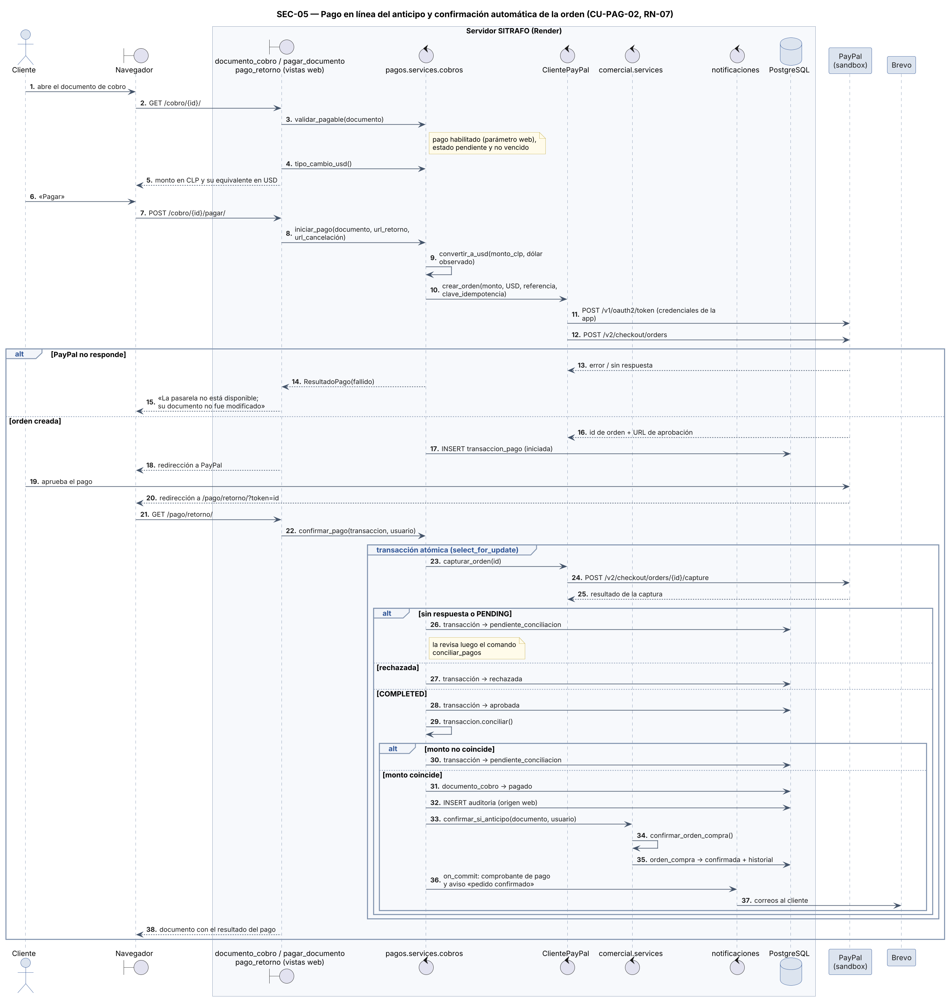 SEC-05 — Pago en línea del anticipo y confirmación automática de la orden (CU-PAG-02, RN-07)
Servidor SITRAFO (Render)
Cliente
Navegador
documento_cobro / pagar_documento
pago_retorno (vistas web)
pagos.services.cobros
ClientePayPal
comercial.services
notificaciones
PostgreSQL
PayPal
(sandbox)
Brevo
1. abre el documento de cobro
2. GET /cobro/{id}/
3. validar_pagable(documento)
pago habilitado (parámetro web),
estado pendiente y no vencido
4. tipo_cambio_usd()
5. monto en CLP y su equivalente en USD
6. «Pagar»
7. POST /cobro/{id}/pagar/
8. iniciar_pago(documento, url_retorno,
url_cancelación)
9. convertir_a_usd(monto_clp, dólar
observado)
10. crear_orden(monto, USD, referencia,
clave_idempotencia)
11. POST /v1/oauth2/token (credenciales de la
app)
12. POST /v2/checkout/orders
alt [PayPal no responde]
13. error / sin respuesta
14. ResultadoPago(fallido)
15. «La pasarela no está disponible;
su documento no fue modificado»
[orden creada]
16. id de orden + URL de aprobación
17. INSERT transaccion_pago (iniciada)
18. redirección a PayPal
19. aprueba el pago
20. redirección a /pago/retorno/?token=id
21. GET /pago/retorno/
22. confirmar_pago(transaccion, usuario)
transacción atómica (select_for_update)
23. capturar_orden(id)
24. POST /v2/checkout/orders/{id}/capture
25. resultado de la captura
alt [sin respuesta o PENDING]
26. transacción → pendiente_conciliacion
la revisa luego el comando
conciliar_pagos
[rechazada]
27. transacción → rechazada
[COMPLETED]
28. transacción → aprobada
29. transaccion.conciliar()
alt [monto no coincide]
30. transacción → pendiente_conciliacion
[monto coincide]
31. documento_cobro → pagado
32. INSERT auditoria (origen web)
33. confirmar_si_anticipo(documento, usuario)
34. confirmar_orden_compra()
35. orden_compra → confirmada + historial
36. on_commit: comprobante de pago
y aviso «pedido confirmado»
37. correos al cliente
38. documento con el resultado del pago
Cliente
Navegador
documento_cobro / pagar_documento
pago_retorno (vistas web)
pagos.services.cobros
ClientePayPal
comercial.services
notificaciones
PostgreSQL
PayPal
(sandbox)
Brevo